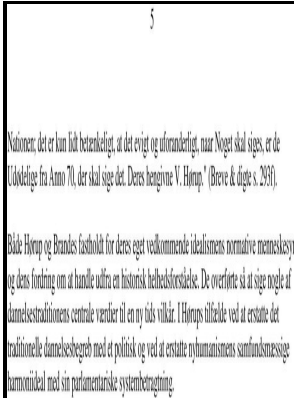 5
Nationen; det er kun lidt betænkeligt, at det evigt og uforanderligt, naar Noget skal siges, er de
Udødelige fra Anno 70, der skal sige det. Deres hengivne V. Hørup." (Breve & digte s. 293f).
Både Hørup og Brandes fastholdt for deres eget vedkommende idealismens normative menneskesyn
og dens fordring om at handle udfra en historisk helhedsforståelse. De overførte så at sige nogle af
dannelsestraditionens centrale værdier til en ny tids vilkår. I Hørups tilfælde ved at erstatte det
traditionelle dannelsesbegreb med et politisk og ved at erstatte nyhumanismens samfundsmæssige
harmoniideal med sin parlamentariske systembetragtning.